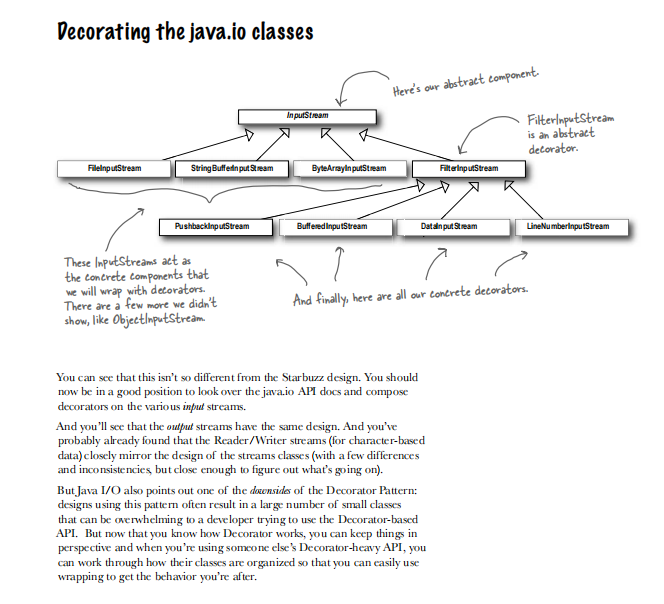 Decorating the java.io classes
Here's our abstract component.
InputStream
FilterInputStream
is an abstract
decorator.
FileInputStream
StringBufferInputStream
ByteArrayInputStream
FilterInputStream
PushbackInputStream
BufferedInputStream
DataInputStream
LineNumberInputStream
These InputStreams act as
the concrete components that
we will wrap with decorators.
There are a few more we didn't
show, like ObjectInputStream.
And finally, here are all our concrete decorators.
You can see that this isn't so different from the Starbuzz design. You should
now be in a good position to look over the java.io API docs and compose
decorators on the various input streams.
And you'll see that the output streams have the same design. And you've
probably already found that the Reader/Writer streams (for character-based
data) closely mirror the design of the streams classes (with a few differences
and inconsistencies, but close enough to figure out what's going on).
But Java I/O also points out one of the downsides of the Decorator Pattern:
designs using this pattern often result in a large number of small classes
that can be overwhelming to a developer trying to use the Decorator-based
API. But now that you know how Decorator works, you can keep things in
perspective and when you're using someone else's Decorator-heavy API, you
can work through how their classes are organized so that you can easily use
wrapping to get the behavior you're after.